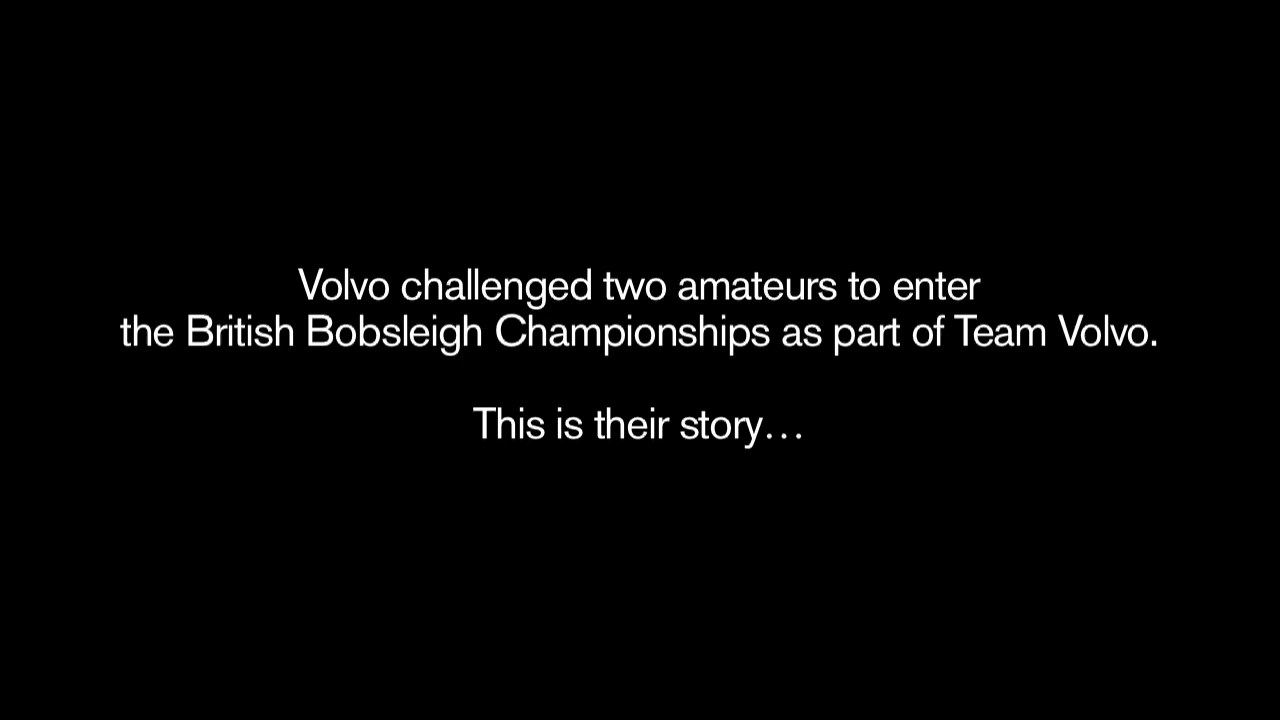 Volvo challenged two amateurs to enter
the British Bobsleigh Championships as part of Team Volvo.
This is their story…